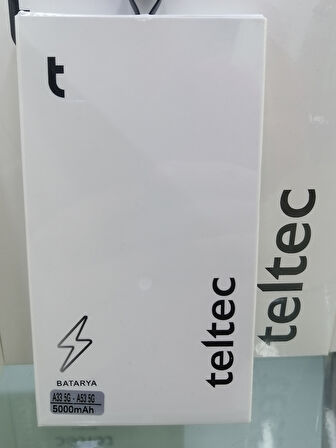 t
teltec
BATARYA
A33 5G - A53 5G
5000mAh
teltec